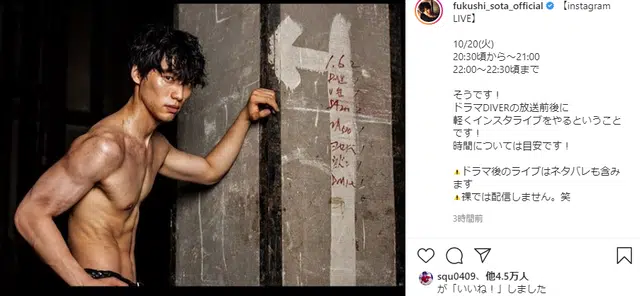 fukushi_sota_official 【instagram
LIVE】
10/20(火)
20:30頃から〜21:00
22:00〜22:30頃まで
そうです！
ドラマDIVERの放送前後に
軽くインスタライブをやるということ
です！
時間については目安です！
⚠ドラマ後のライブはネタバレも含み
ます
⚠裸では配信しません。笑
3時間前
squ0409、他4.5万人
が「いいね！」しました